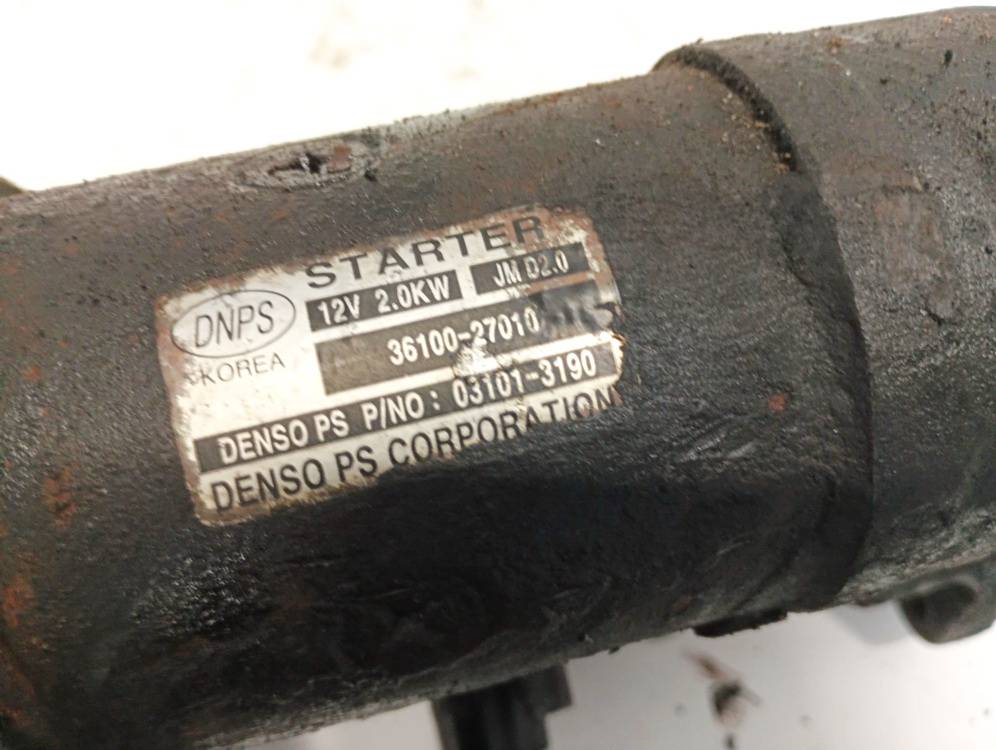 STARTER
DNPS
KOREA
12V 2.0KW JM D2.0
36100-27010
DENSO PS P/NO : 03101-3190
DENSO PS CORPORATION